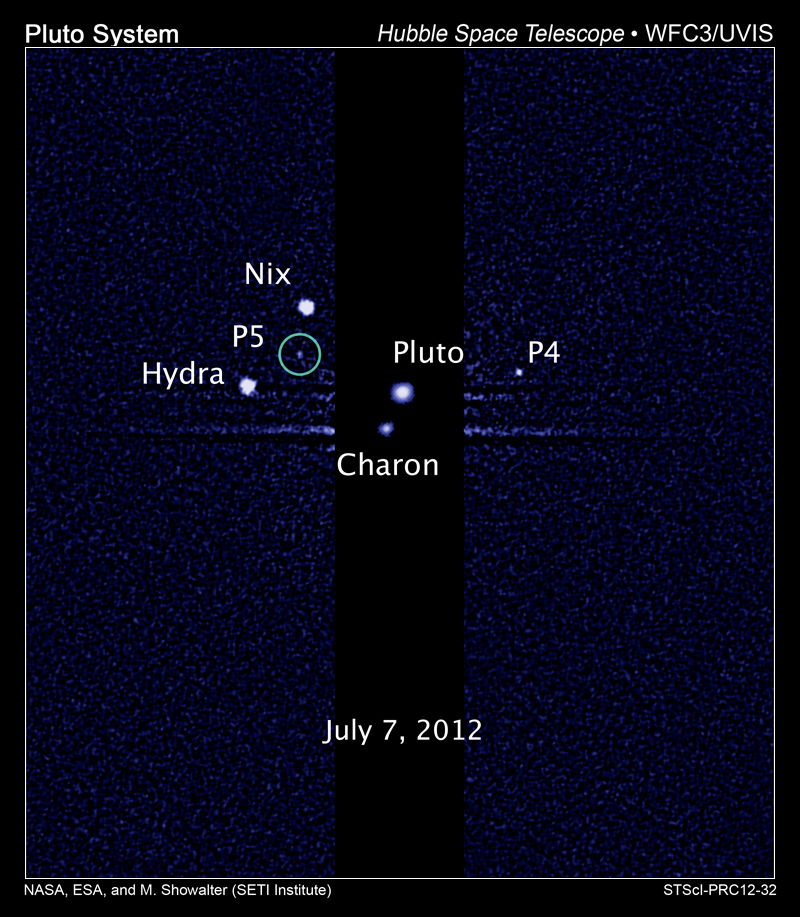 Pluto System
Hubble Space Telescope • WFC3/UVIS
Nix
P5
Pluto
P4
Hydra
Charon
July 7, 2012
NASA, ESA, and M. Showalter (SETI Institute)
STScI-PRC12-32